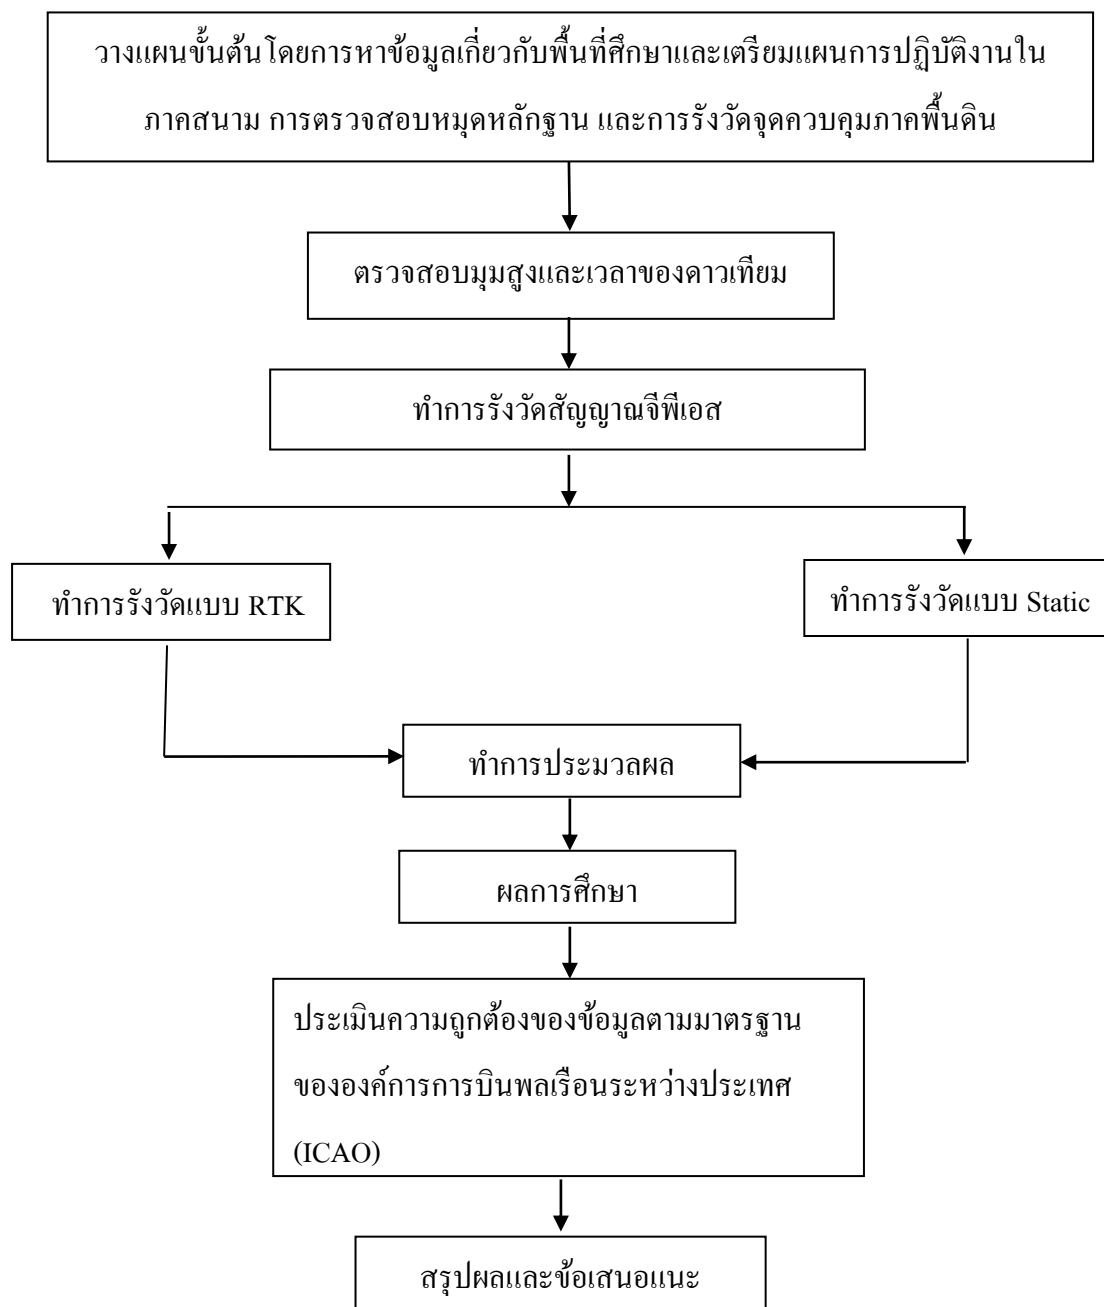 วางแผนขั้นต้นโดยการหาข้อมูลเกี่ยวกับพื้นที่ศึกษาและเตรียมแผนการปฏิบัติงานใน
ภาคสนาม การตรวจสอบหมุดหลักฐาน และการรังวัดจุดควบคุมภาคพื้นดิน
ตรวจสอบมุมสูงและเวลาของดาวเทียม
ทำการรังวัดสัญญาณจีพีเอส
ทำการรังวัดแบบ RTK
ทำการรังวัดแบบ Static
ทำการประมวลผล
ผลการศึกษา
ประเมินความถูกต้องของข้อมูลตามมาตรฐาน
ขององค์การการบินพลเรือนระหว่างประเทศ
(ICAO)
สรุปผลและข้อเสนอแนะ